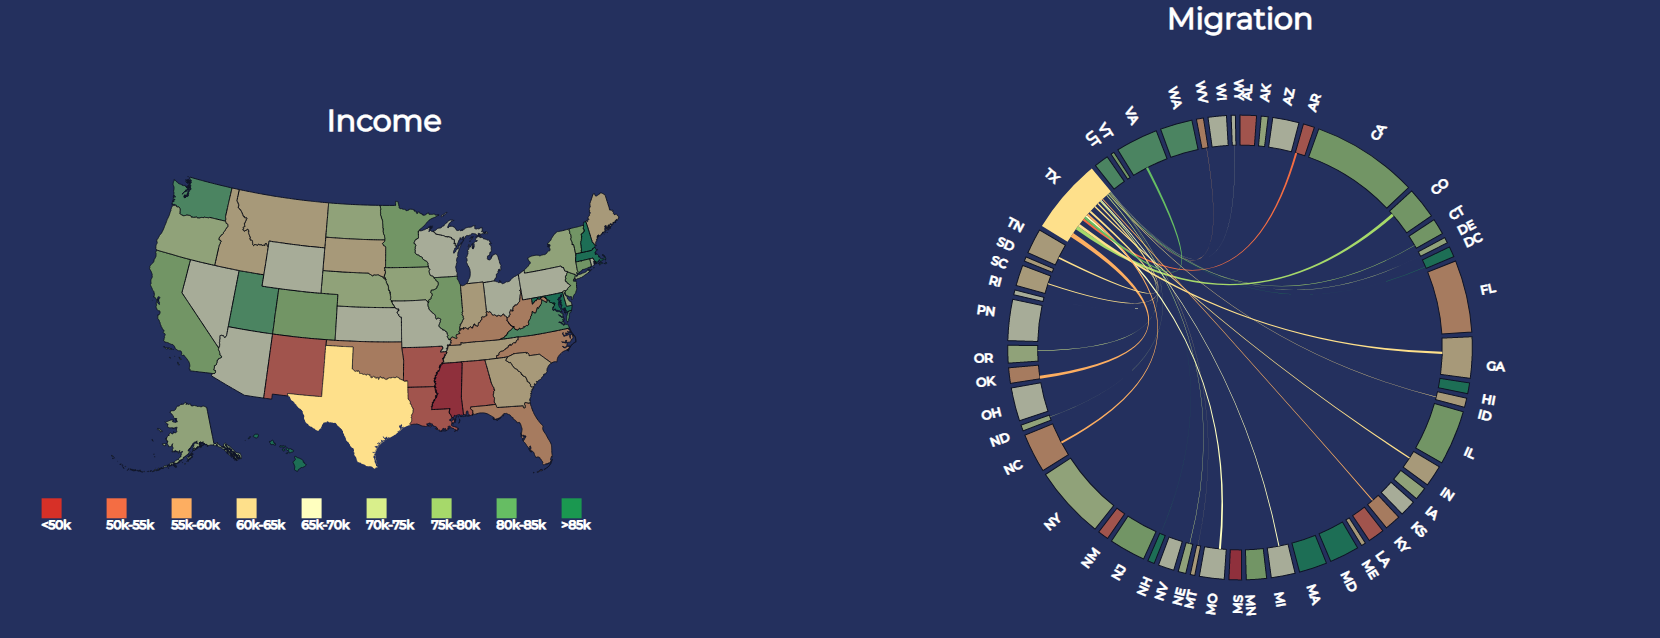 Migration
Income
<50k
50k-55k
55k-60k
60k-65k
65k-70k
70k-75k
75k-80k
80k-85k
>85k
AL
AK
AZ
AR
CA
CO
CT
DE
DC
FL
GA
HI
ID
IL
IN
IA
KS
KY
LA
ME
MD
MA
MI
MN
MS
MO
MT
NE
NV
NH
NJ
NM
NY
NC
ND
OH
OK
OR
PN
RI
SC
SD
TN
TX
UT
VT
VA
WA
WV
WI
WY